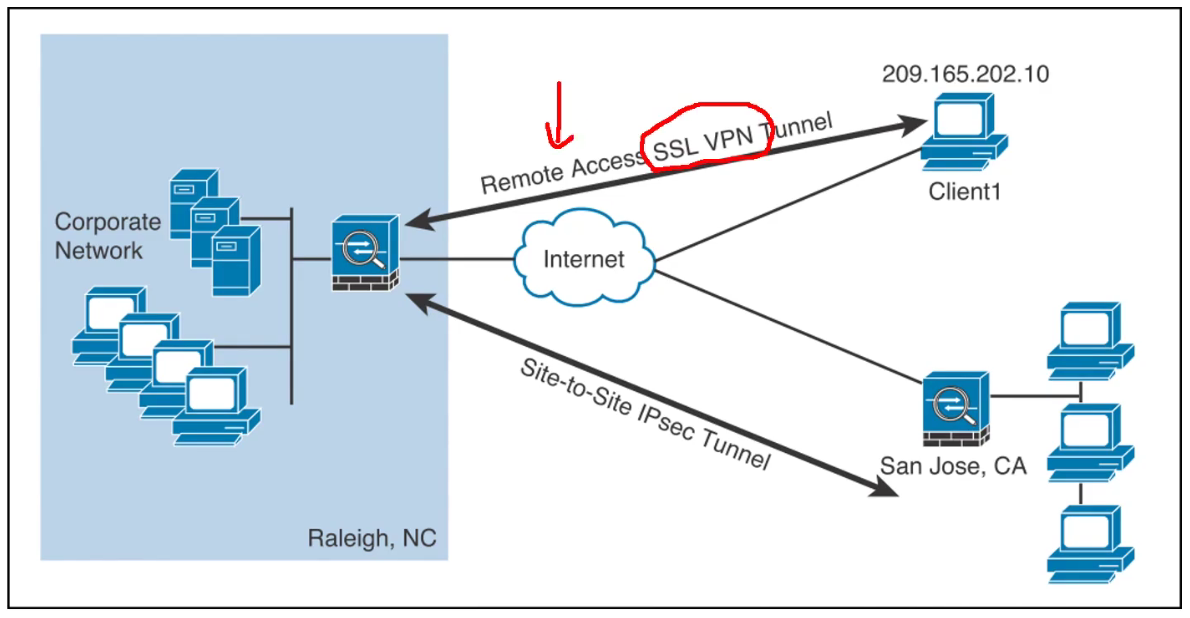 209.165.202.10
Remote Access SSL VPN Tunnel
Client1
Corporate
Network
Internet
Site-to-Site IPsec Tunnel
San Jose, CA
Raleigh, NC